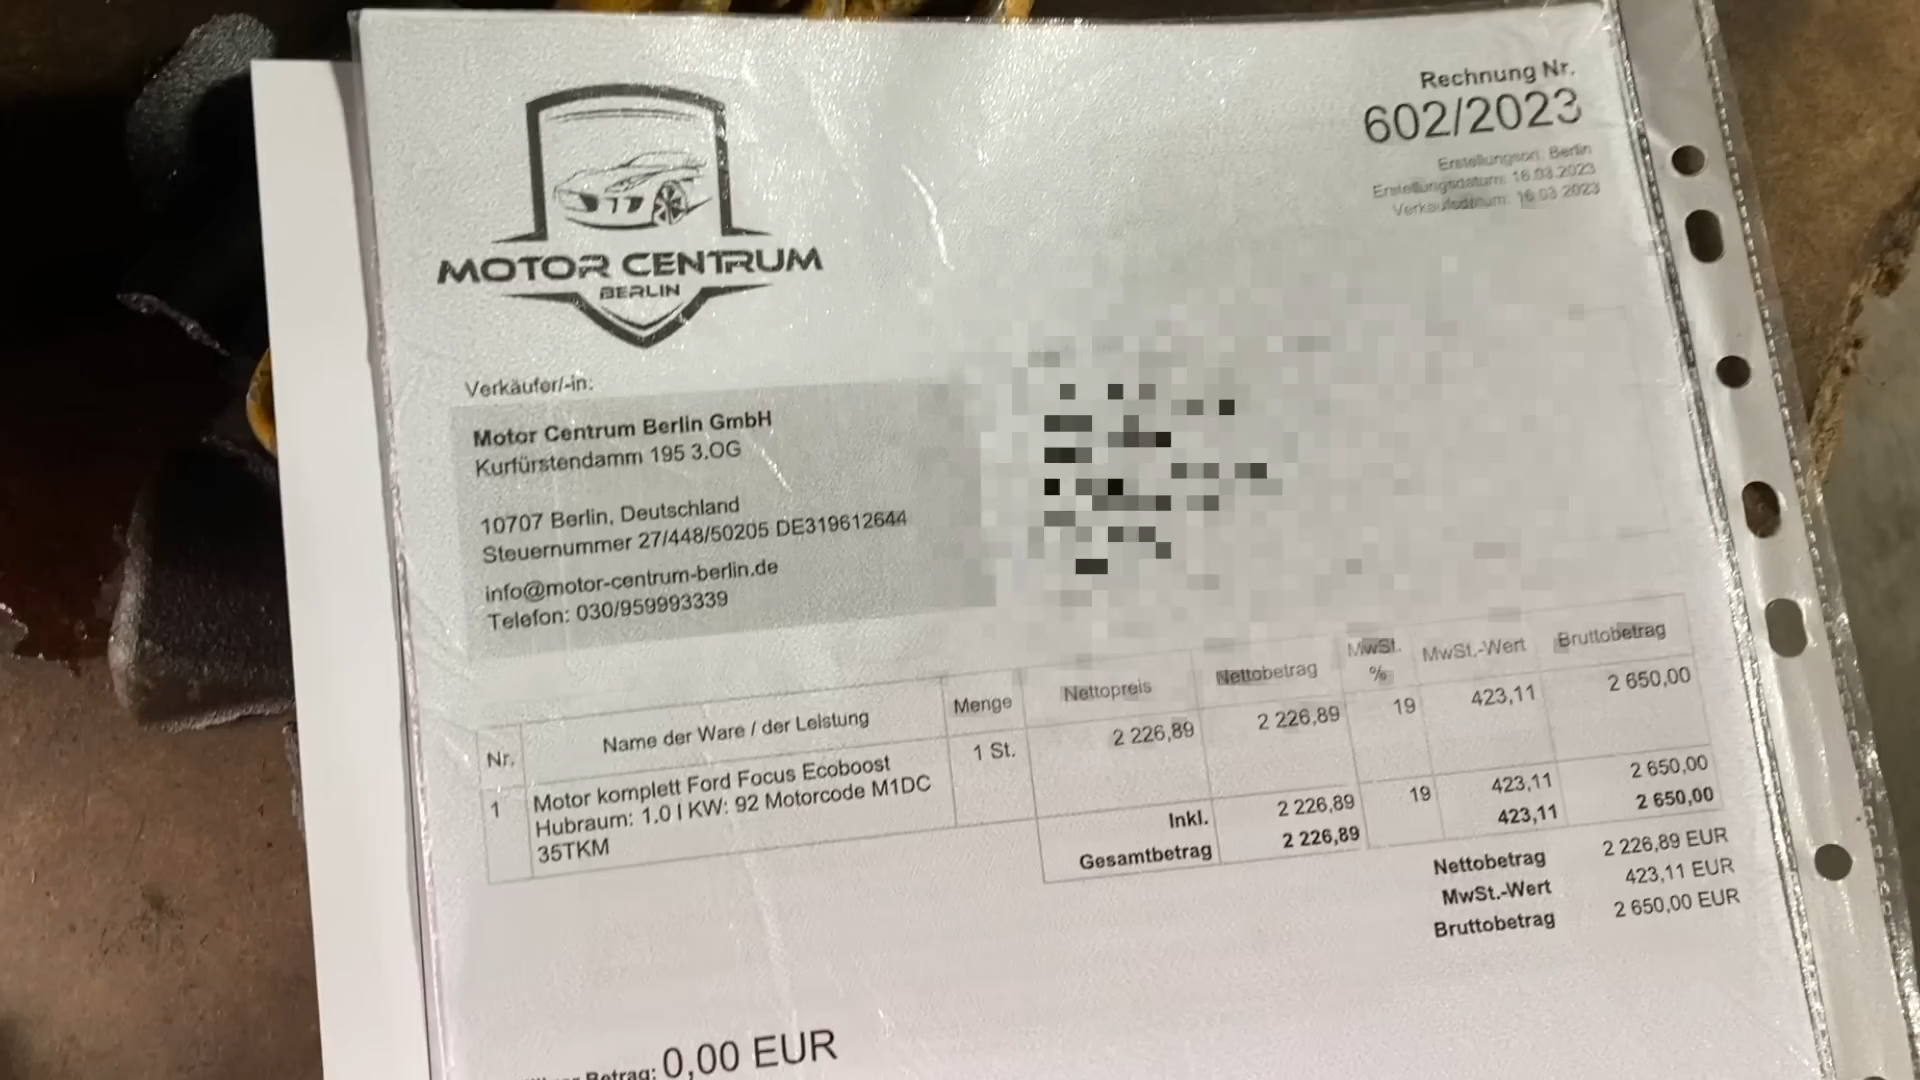 Rechnung Nr.
602/2023
Erstellungsort: Berlin
Erstellungsdatum: 16.03.2023
Verkaufsdatum: 16.03.2023
MOTOR CENTRUM
BERLIN
Verkäufer/-in:
Motor Centrum Berlin GmbH
Kurfürstendamm 195 3.OG
10707 Berlin, Deutschland
Steuernummer 27/448/50205 DE319612644
info@motor-centrum-berlin.de
Telefon: 030/959993339
Nr. Name der Ware / der Leistung Menge Nettopreis Nettobetrag MwSt. % MwSt.-Wert Bruttobetrag
1 Motor komplett Ford Focus Ecoboost 1 St. 2 226,89 2 226,89 19 423,11 2 650,00
Hubraum: 1.0 l KW: 92 Motorcode M1DC
35TKM
Inkl. 2 226,89 19 423,11 2 650,00
Gesamtbetrag 2 226,89 423,11 2 650,00
Nettobetrag 2 226,89 EUR
MwSt.-Wert 423,11 EUR
Bruttobetrag 2 650,00 EUR
Betrag: 0,00 EUR